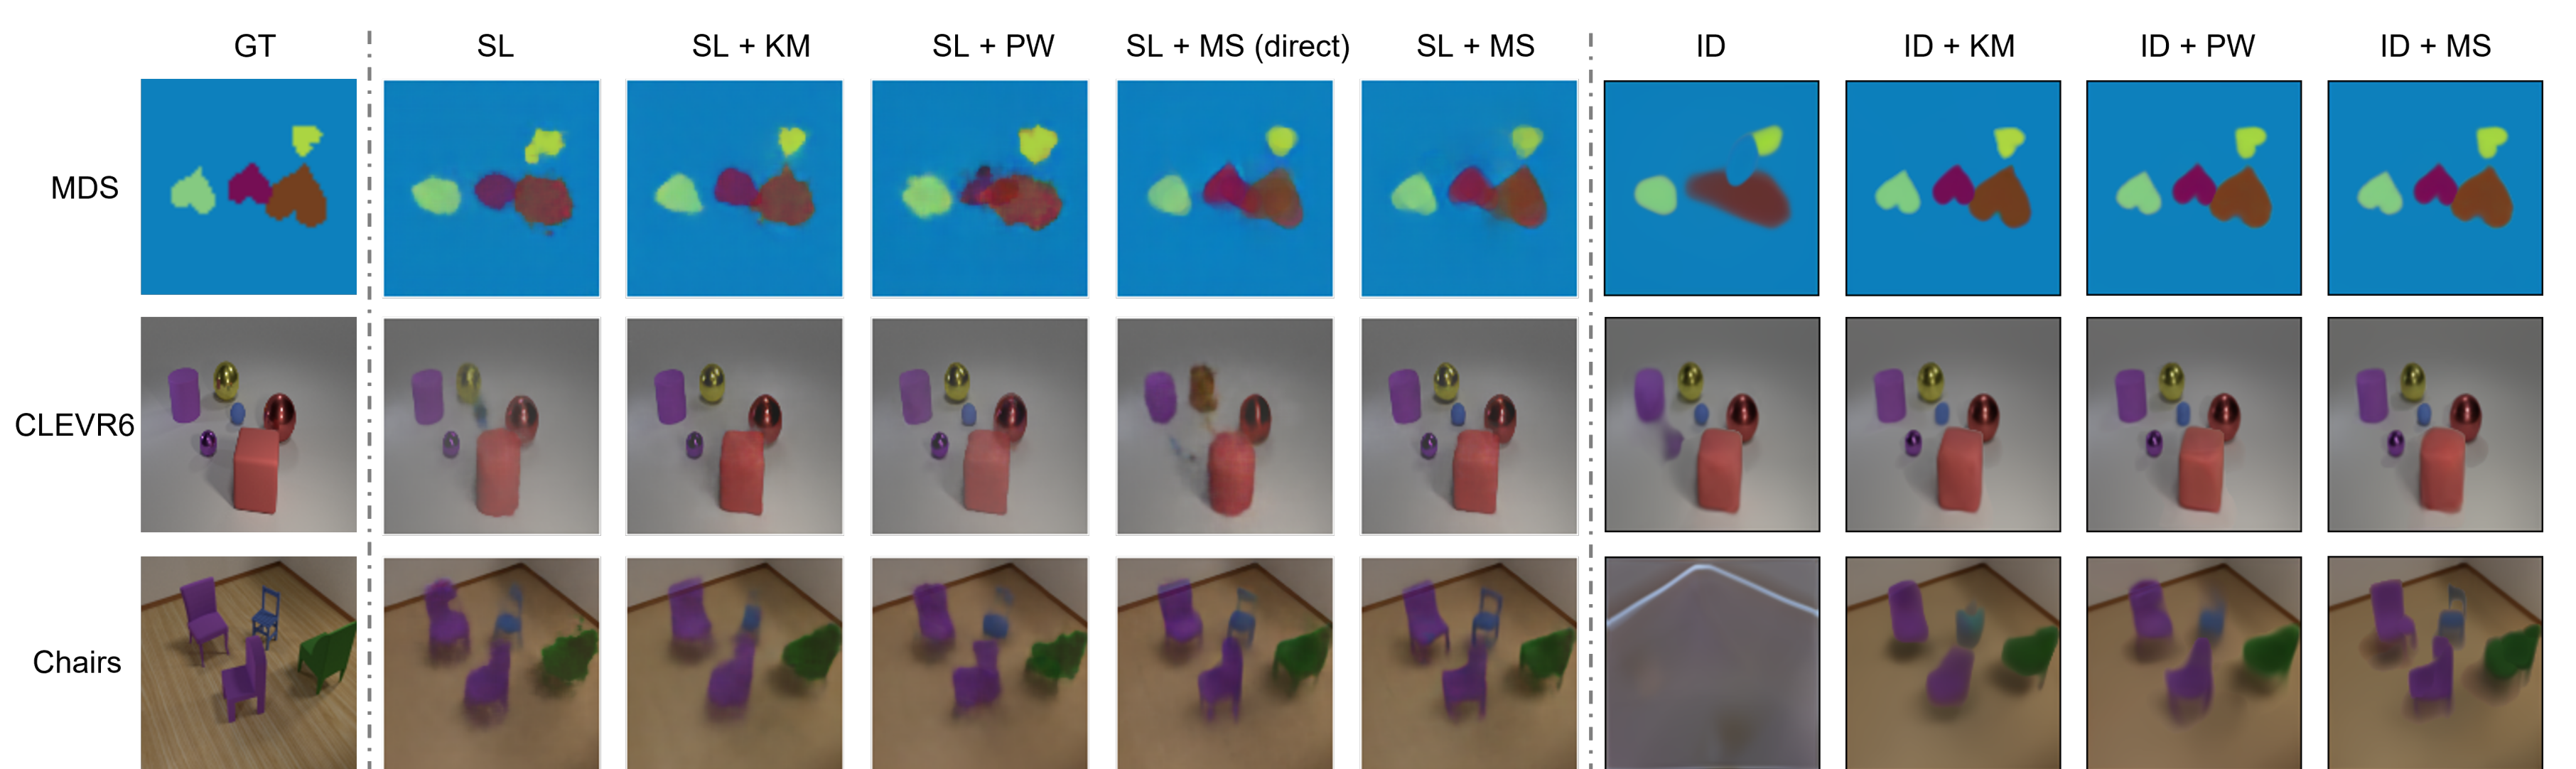 GT SL SL + KM SL + PW SL + MS (direct) SL + MS ID ID + KM ID + PW ID + MS
MDS
CLEVR6
Chairs